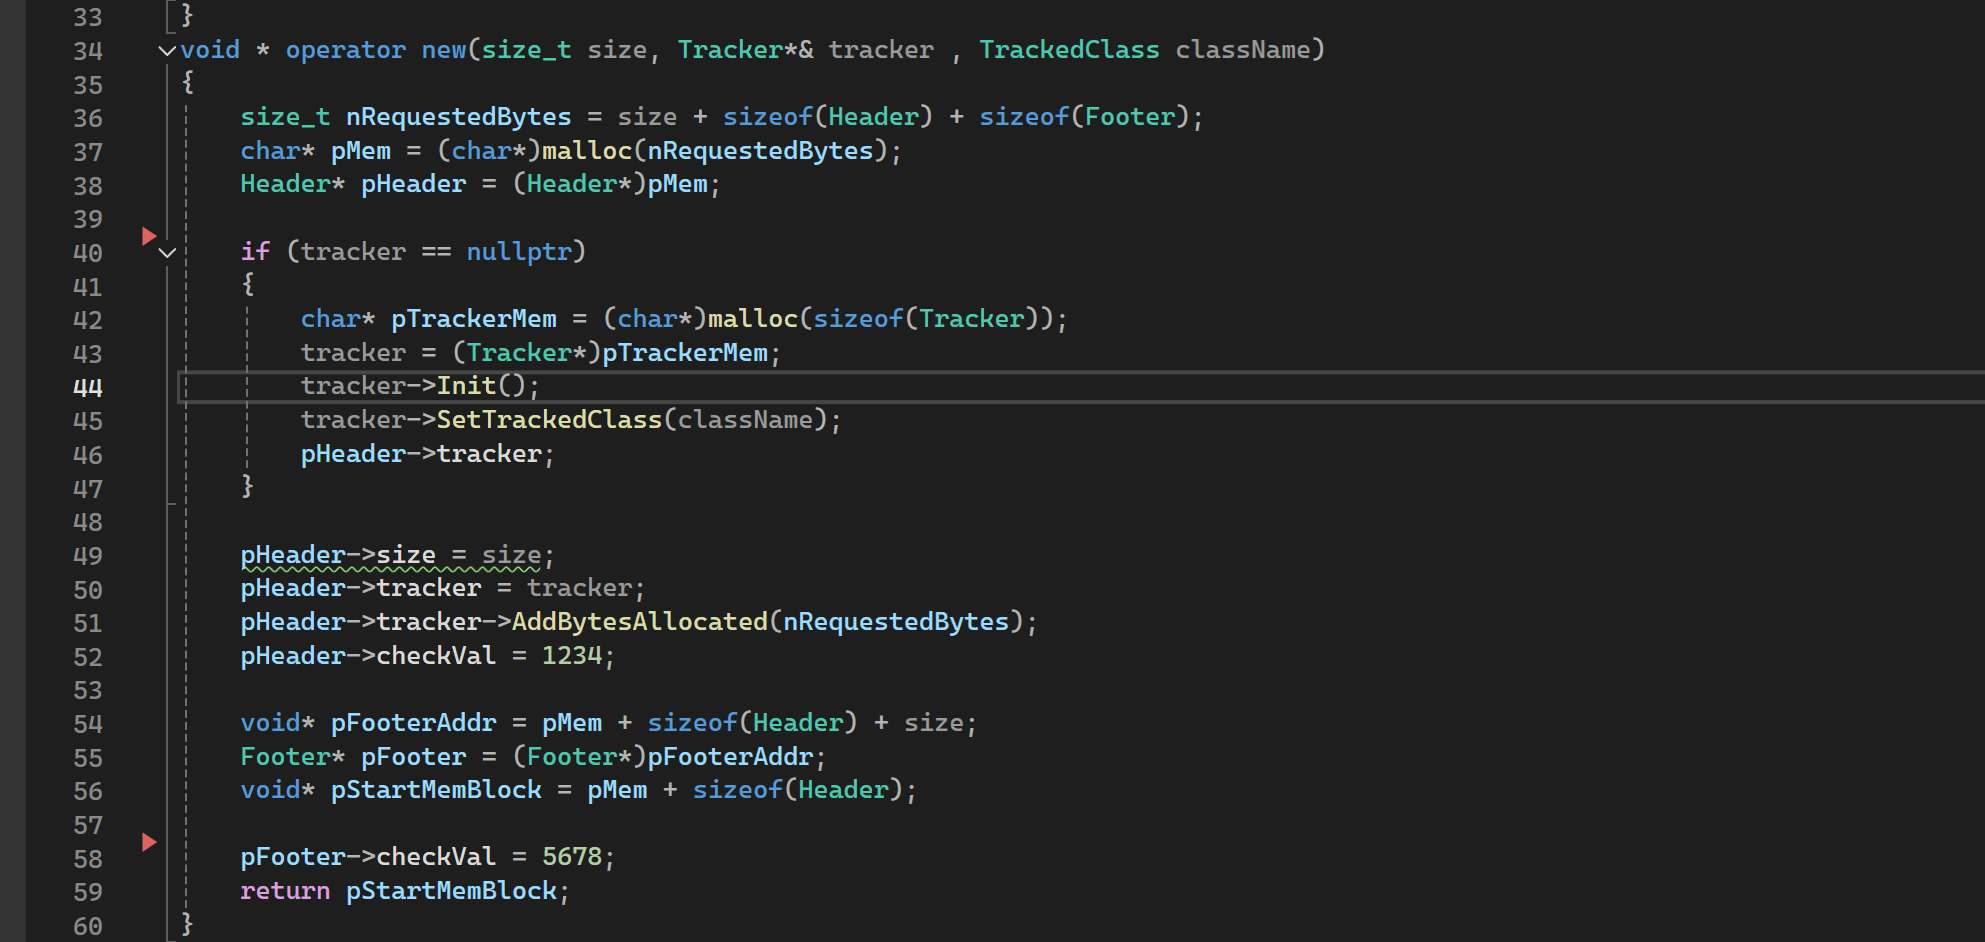 33 }
34 void * operator new(size_t size, Tracker*& tracker , TrackedClass className)
35 {
36 size_t nRequestedBytes = size + sizeof(Header) + sizeof(Footer);
37 char* pMem = (char*)malloc(nRequestedBytes);
38 Header* pHeader = (Header*)pMem;
39
40 if (tracker == nullptr)
41 {
42 char* pTrackerMem = (char*)malloc(sizeof(Tracker));
43 tracker = (Tracker*)pTrackerMem;
44 tracker->Init();
45 tracker->SetTrackedClass(className);
46 pHeader->tracker;
47 }
48
49 pHeader->size = size;
50 pHeader->tracker = tracker;
51 pHeader->tracker->AddBytesAllocated(nRequestedBytes);
52 pHeader->checkVal = 1234;
53
54 void* pFooterAddr = pMem + sizeof(Header) + size;
55 Footer* pFooter = (Footer*)pFooterAddr;
56 void* pStartMemBlock = pMem + sizeof(Header);
57
58 pFooter->checkVal = 5678;
59 return pStartMemBlock;
60 }